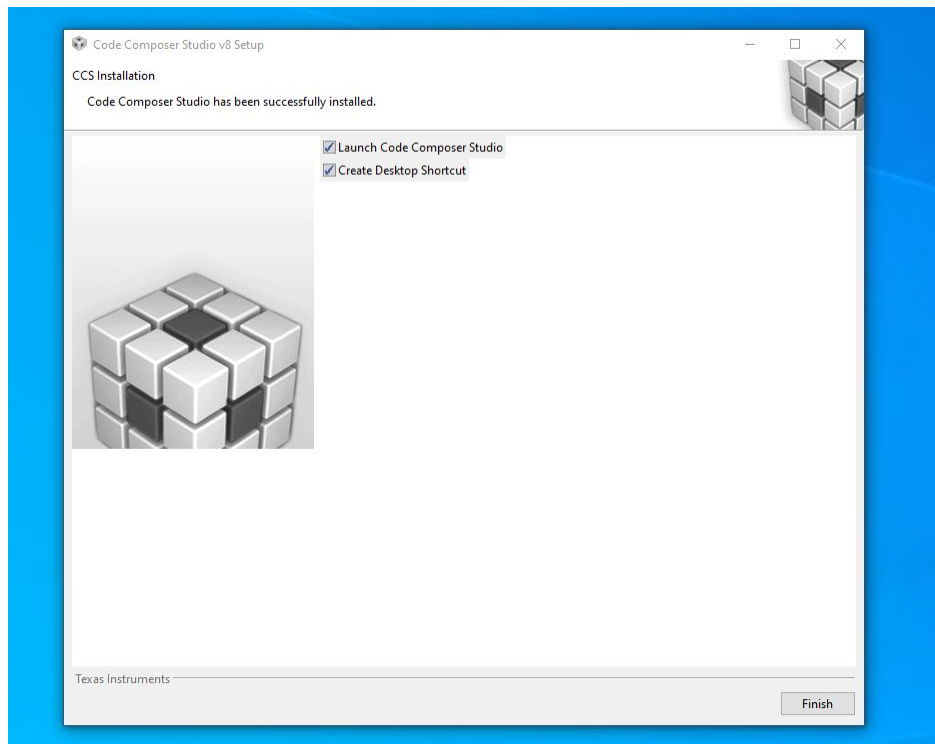 Code Composer Studio v8 Setup
CCS Installation
Code Composer Studio has been successfully installed.
Launch Code Composer Studio
Create Desktop Shortcut
Texas Instruments
Finish